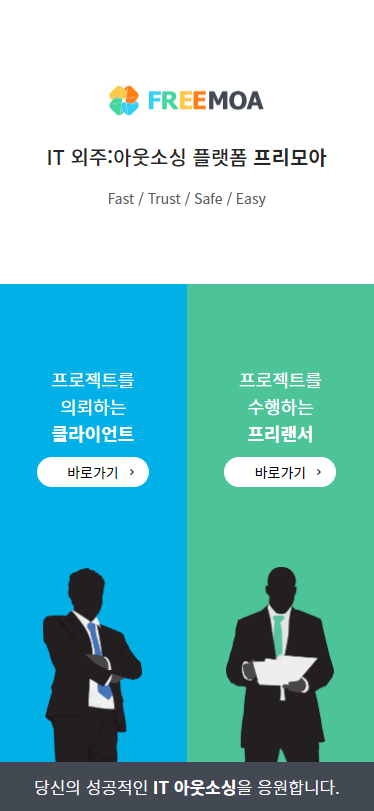 FREEMOA
IT 외주:아웃소싱 플랫폼 프리모아
Fast / Trust / Safe / Easy
프로젝트를
의뢰하는
클라이언트
바로가기 >
프로젝트를
수행하는
프리랜서
바로가기 >
당신의 성공적인 IT 아웃소싱을 응원합니다.